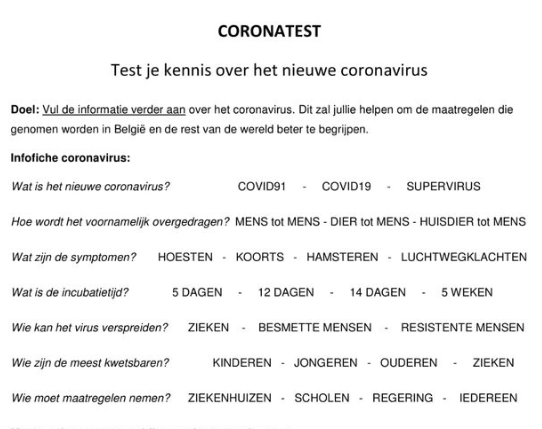 CORONATEST
Test je kennis over het nieuwe coronavirus
Doel: Vul de informatie verder aan over het coronavirus. Dit zal jullie helpen om de maatregelen die
genomen worden in België en de rest van de wereld beter te begrijpen.
Infofiche coronavirus:
Wat is het nieuwe coronavirus? COVID91 - COVID19 - SUPERVIRUS
Hoe wordt het voornamelijk overgedragen? MENS tot MENS - DIER tot MENS - HUISDIER tot MENS
Wat zijn de symptomen? HOESTEN - KOORTS - HAMSTEREN - LUCHTWEGKLACHTEN
Wat is de incubatietijd? 5 DAGEN - 12 DAGEN - 14 DAGEN - 5 WEKEN
Wie kan het virus verspreiden? ZIEKEN - BESMETTE MENSEN - RESISTENTE MENSEN
Wie zijn de meest kwetsbaren? KINDEREN - JONGEREN - OUDEREN - ZIEKEN
Wie moet maatregelen nemen? ZIEKENHUIZEN - SCHOLEN - REGERING - IEDEREEN